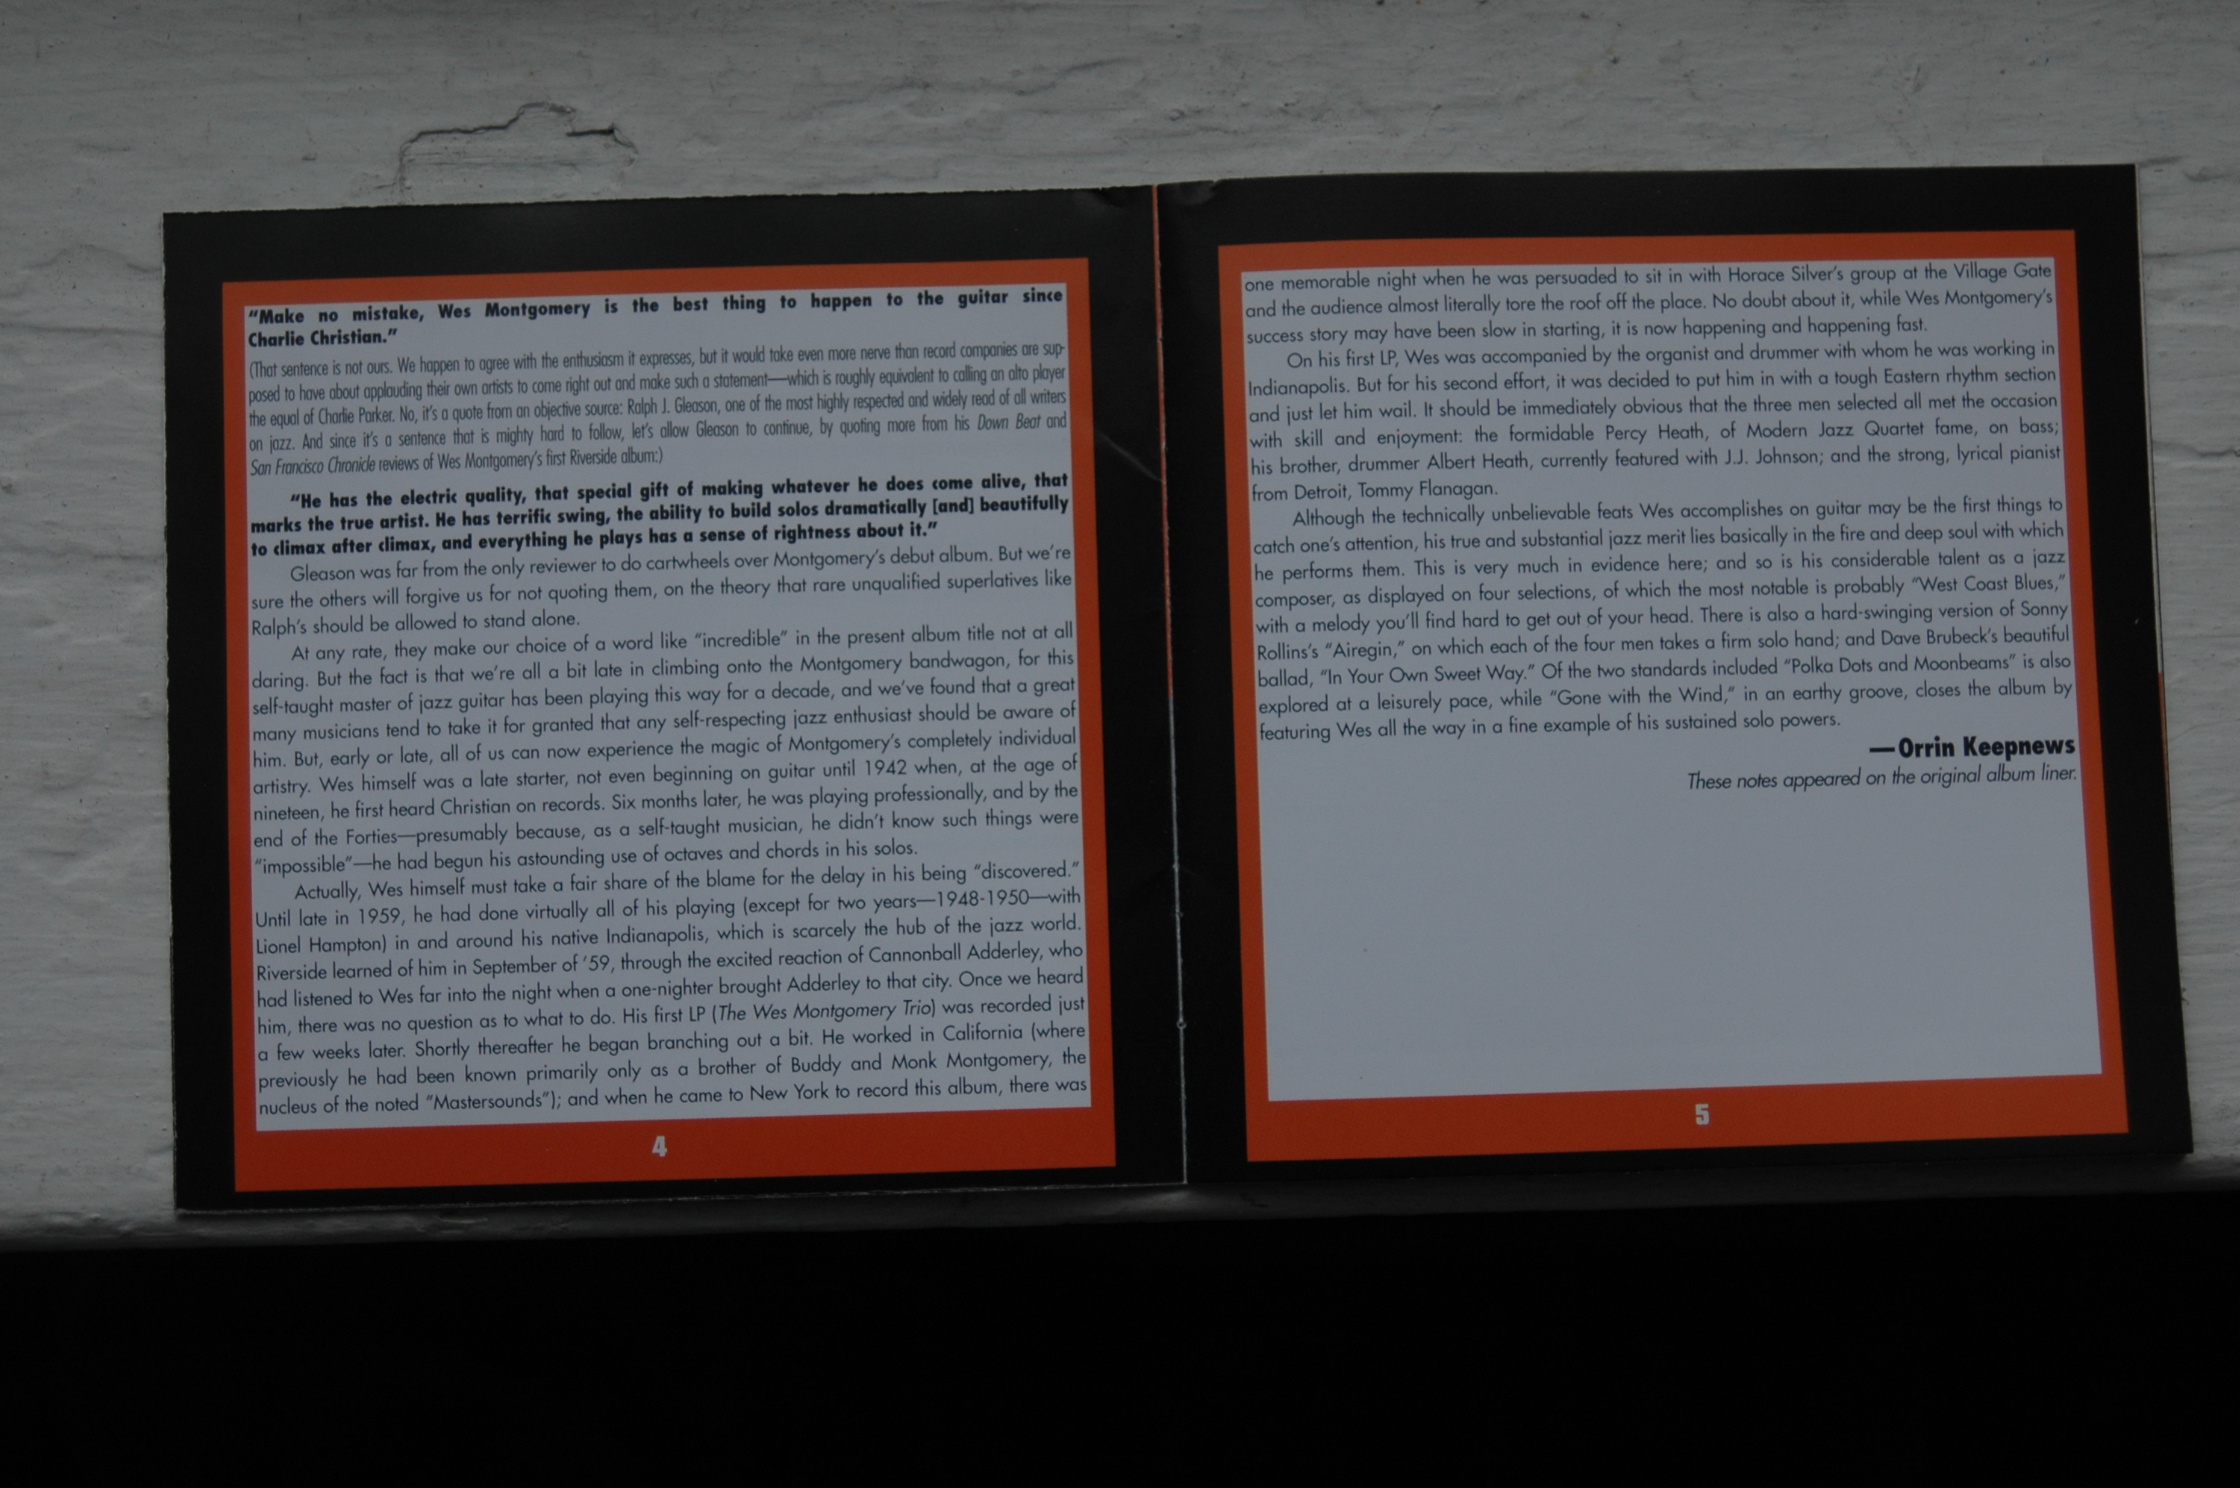 “Make no mistake, Wes Montgomery is the best thing to happen to the guitar since
Charlie Christian.”
(That sentence is not ours. We happen to agree with the enthusiasm it expresses, but it would take even more nerve than record companies are sup-
posed to have about applauding their own artists to come right out and make such a statement—which is roughly equivalent to calling an alto player
the equal of Charlie Parker. No, it’s a quote from an objective source: Ralph J. Gleason, one of the most highly respected and widely read of all writers
on jazz. And since it’s a sentence that is mighty hard to follow, let’s allow Gleason to continue, by quoting more from his Down Beat and
San Francisco Chronicle reviews of Wes Montgomery’s first Riverside album:)
“He has the electric quality, that special gift of making whatever he does come alive, that
marks the true artist. He has terrific swing, the ability to build solos dramatically [and] beautifully
to climax after climax, and everything he plays has a sense of rightness about it.”
Gleason was far from the only reviewer to do cartwheels over Montgomery’s debut album. But we’re
sure the others will forgive us for not quoting them, on the theory that rare unqualified superlatives like
Ralph’s should be allowed to stand alone.
At any rate, they make our choice of a word like “incredible” in the present album title not at all
daring. But the fact is that we’re all a bit late in climbing onto the Montgomery bandwagon, for this
self-taught master of jazz guitar has been playing this way for a decade, and we’ve found that a great
many musicians tend to take it for granted that any self-respecting jazz enthusiast should be aware of
him. But, early or late, all of us can now experience the magic of Montgomery’s completely individual
artistry. Wes himself was a late starter, not even beginning on guitar until 1942 when, at the age of
nineteen, he first heard Christian on records. Six months later, he was playing professionally, and by the
end of the Forties—presumably because, as a self-taught musician, he didn’t know such things were
“impossible”—he had begun his astounding use of octaves and chords in his solos.
Actually, Wes himself must take a fair share of the blame for the delay in his being “discovered.”
Until late in 1959, he had done virtually all of his playing (except for two years—1948-1950—with
Lionel Hampton) in and around his native Indianapolis, which is scarcely the hub of the jazz world.
Riverside learned of him in September of ’59, through the excited reaction of Cannonball Adderley, who
had listened to Wes far into the night when a one-nighter brought Adderley to that city. Once we heard
him, there was no question as to what to do. His first LP (The Wes Montgomery Trio) was recorded just
a few weeks later. Shortly thereafter he began branching out a bit. He worked in California (where
previously he had been known primarily only as a brother of Buddy and Monk Montgomery, the
nucleus of the noted “Mastersounds”); and when he came to New York to record this album, there was
4
one memorable night when he was persuaded to sit in with Horace Silver’s group at the Village Gate
and the audience almost literally tore the roof off the place. No doubt about it, while Wes Montgomery’s
success story may have been slow in starting, it is now happening and happening fast.
On his first LP, Wes was accompanied by the organist and drummer with whom he was working in
Indianapolis. But for his second effort, it was decided to put him in with a tough Eastern rhythm section
and just let him wail. It should be immediately obvious that the three men selected all met the occasion
with skill and enjoyment: the formidable Percy Heath, of Modern Jazz Quartet fame, on bass;
his brother, drummer Albert Heath, currently featured with J.J. Johnson; and the strong, lyrical pianist
from Detroit, Tommy Flanagan.
Although the technically unbelievable feats Wes accomplishes on guitar may be the first things to
catch one’s attention, his true and substantial jazz merit lies basically in the fire and deep soul with which
he performs them. This is very much in evidence here; and so is his considerable talent as a jazz
composer, as displayed on four selections, of which the most notable is probably “West Coast Blues,”
with a melody you’ll find hard to get out of your head. There is also a hard-swinging version of Sonny
Rollins’s “Airegin,” on which each of the four men takes a firm solo hand; and Dave Brubeck’s beautiful
ballad, “In Your Own Sweet Way.” Of the two standards included “Polka Dots and Moonbeams” is also
explored at a leisurely pace, while “Gone with the Wind,” in an earthy groove, closes the album by
featuring Wes all the way in a fine example of his sustained solo powers.
—Orrin Keepnews
These notes appeared on the original album liner.
5